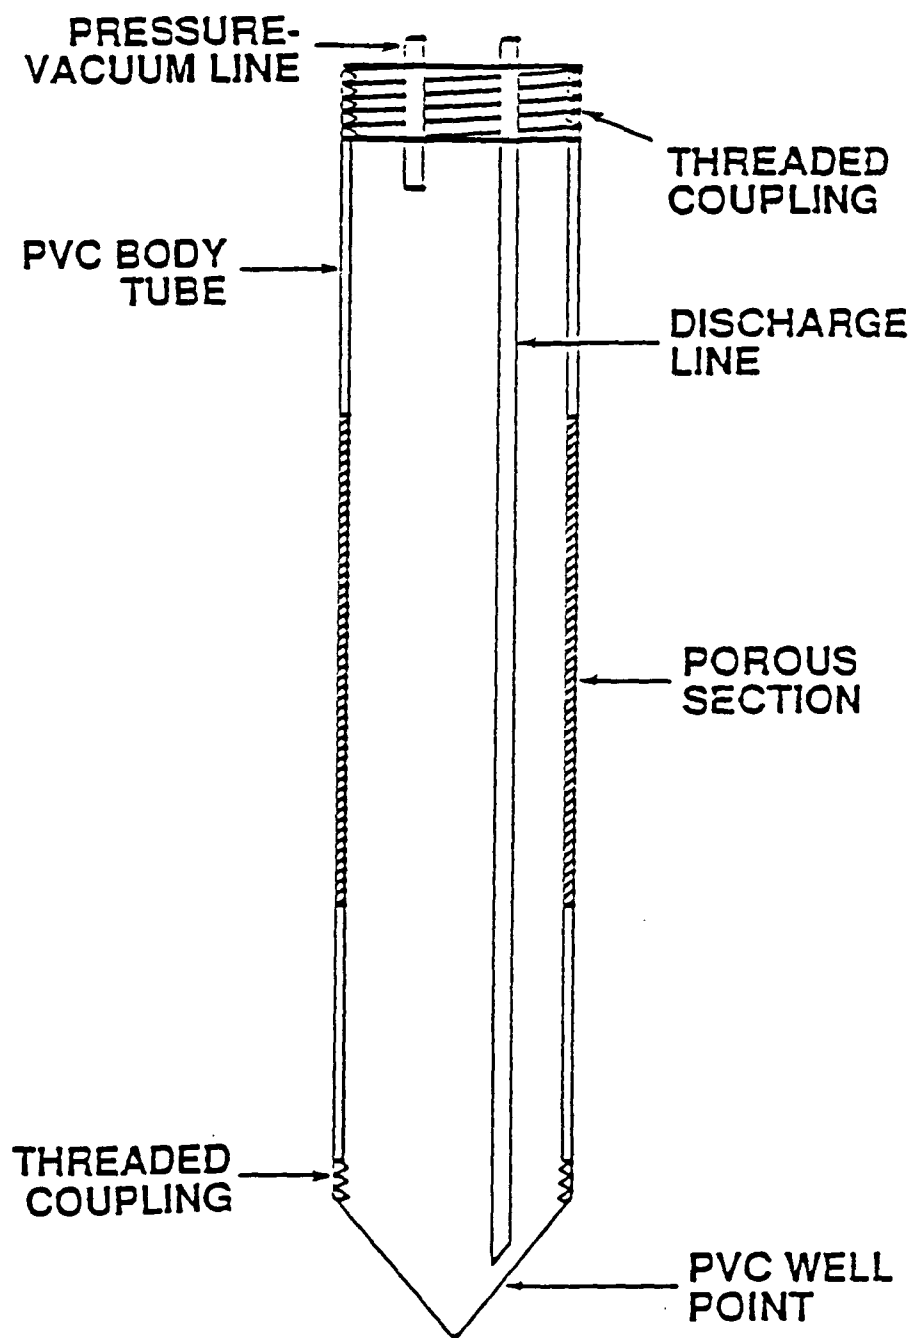 PRESSURE-
VACUUM LINE
THREADED
COUPLING
PVC BODY
TUBE
DISCHARGE
LINE
POROUS
SECTION
THREADED
COUPLING
PVC WELL
POINT